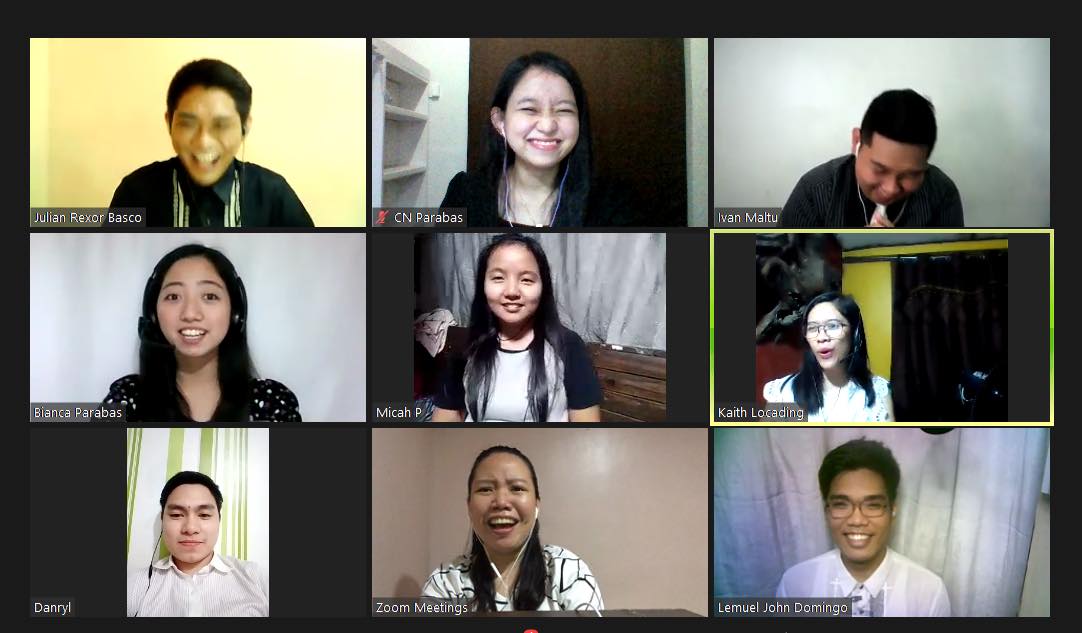 Julian Rexor Basco
CN Parabas
Ivan Maltu
Bianca Parabas
Micah P
Kaith Locading
Danryl
Zoom Meetings
Lemuel John Domingo